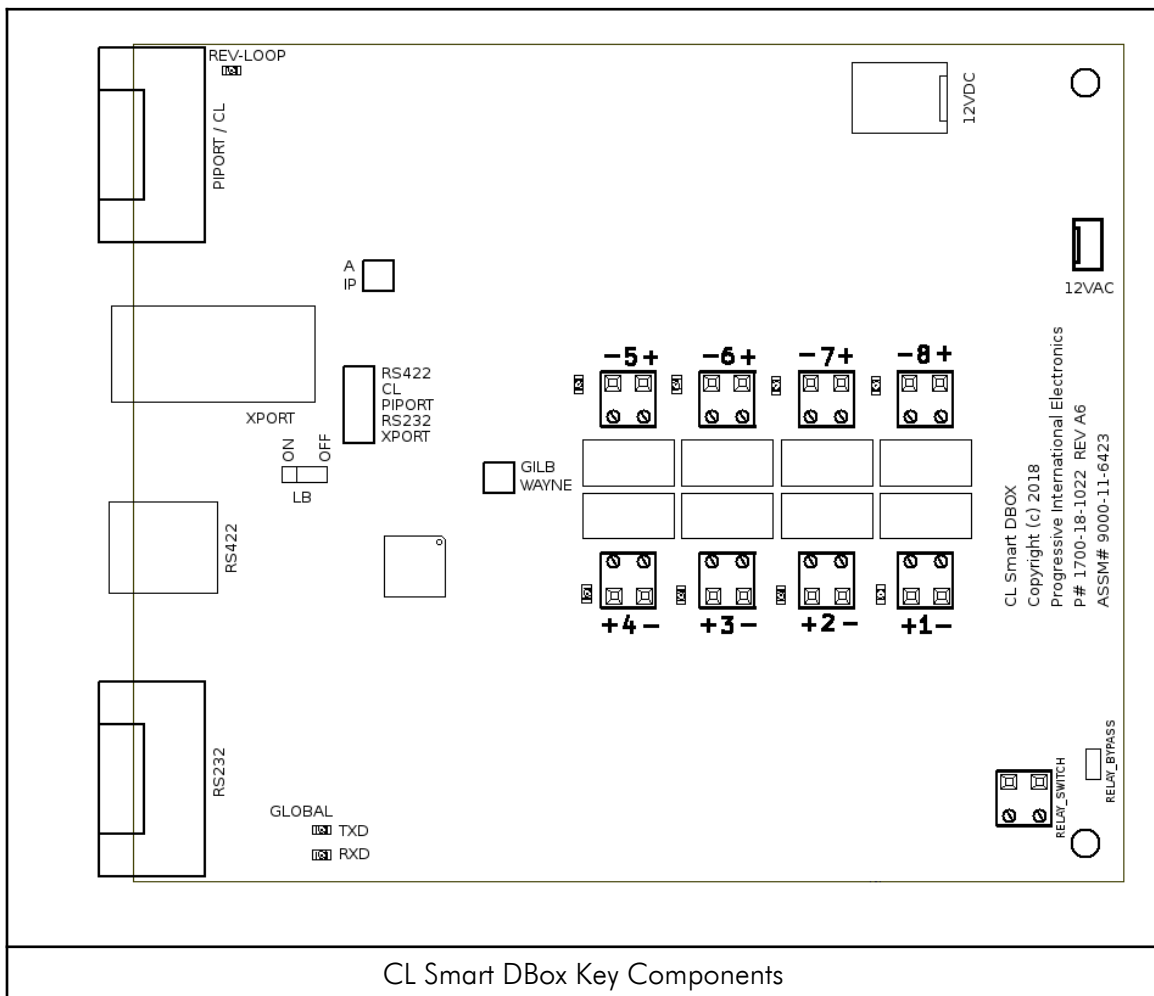 REV-LOOP
PIPORT / CL
12VDC
A
IP
12VAC
RS422
CL
PIPORT
RS232
XPORT
XPORT
ON
OFF
LB
GILB
WAYNE
RS422
-5+
-6+
-7+
-8+
+4-
+3-
+2-
+1-
CL Smart DBOX
Copyright (c) 2018
Progressive International Electronics
P# 1700-18-1022 REV A6
ASSM# 9000-11-6423
RS232
GLOBAL
TXD
RXD
RELAY_SWITCH
RELAY_BYPASS
CL Smart DBox Key Components